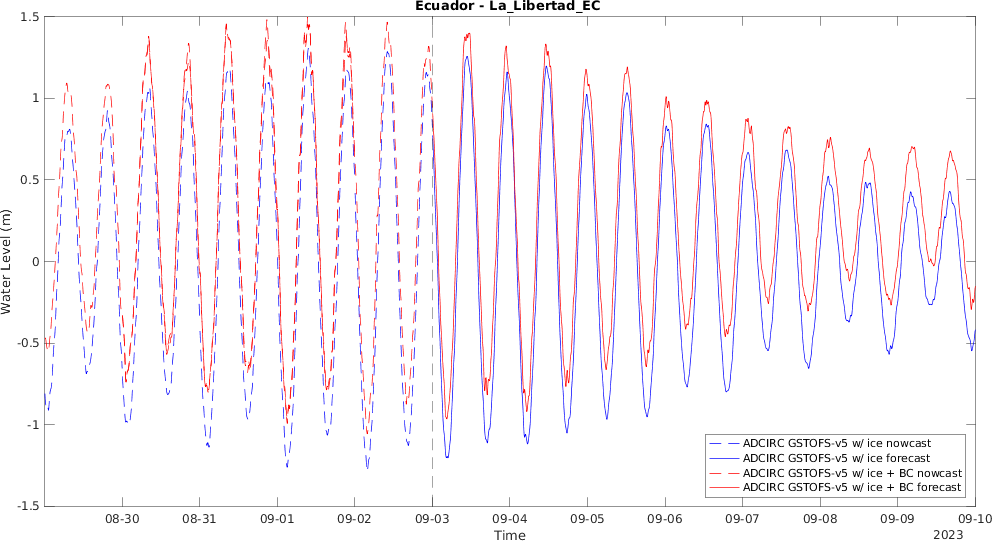 Ecuador - La_Libertad_EC
Water Level (m)
1.5
1
0.5
0
-0.5
-1
-1.5
ADCIRC GSTOFS-v5 w/ ice nowcast
ADCIRC GSTOFS-v5 w/ ice forecast
ADCIRC GSTOFS-v5 w/ ice + BC nowcast
ADCIRC GSTOFS-v5 w/ ice + BC forecast
08-30 08-31 09-01 09-02 09-03 09-04 09-05 09-06 09-07 09-08 09-09 09-10
Time
2023